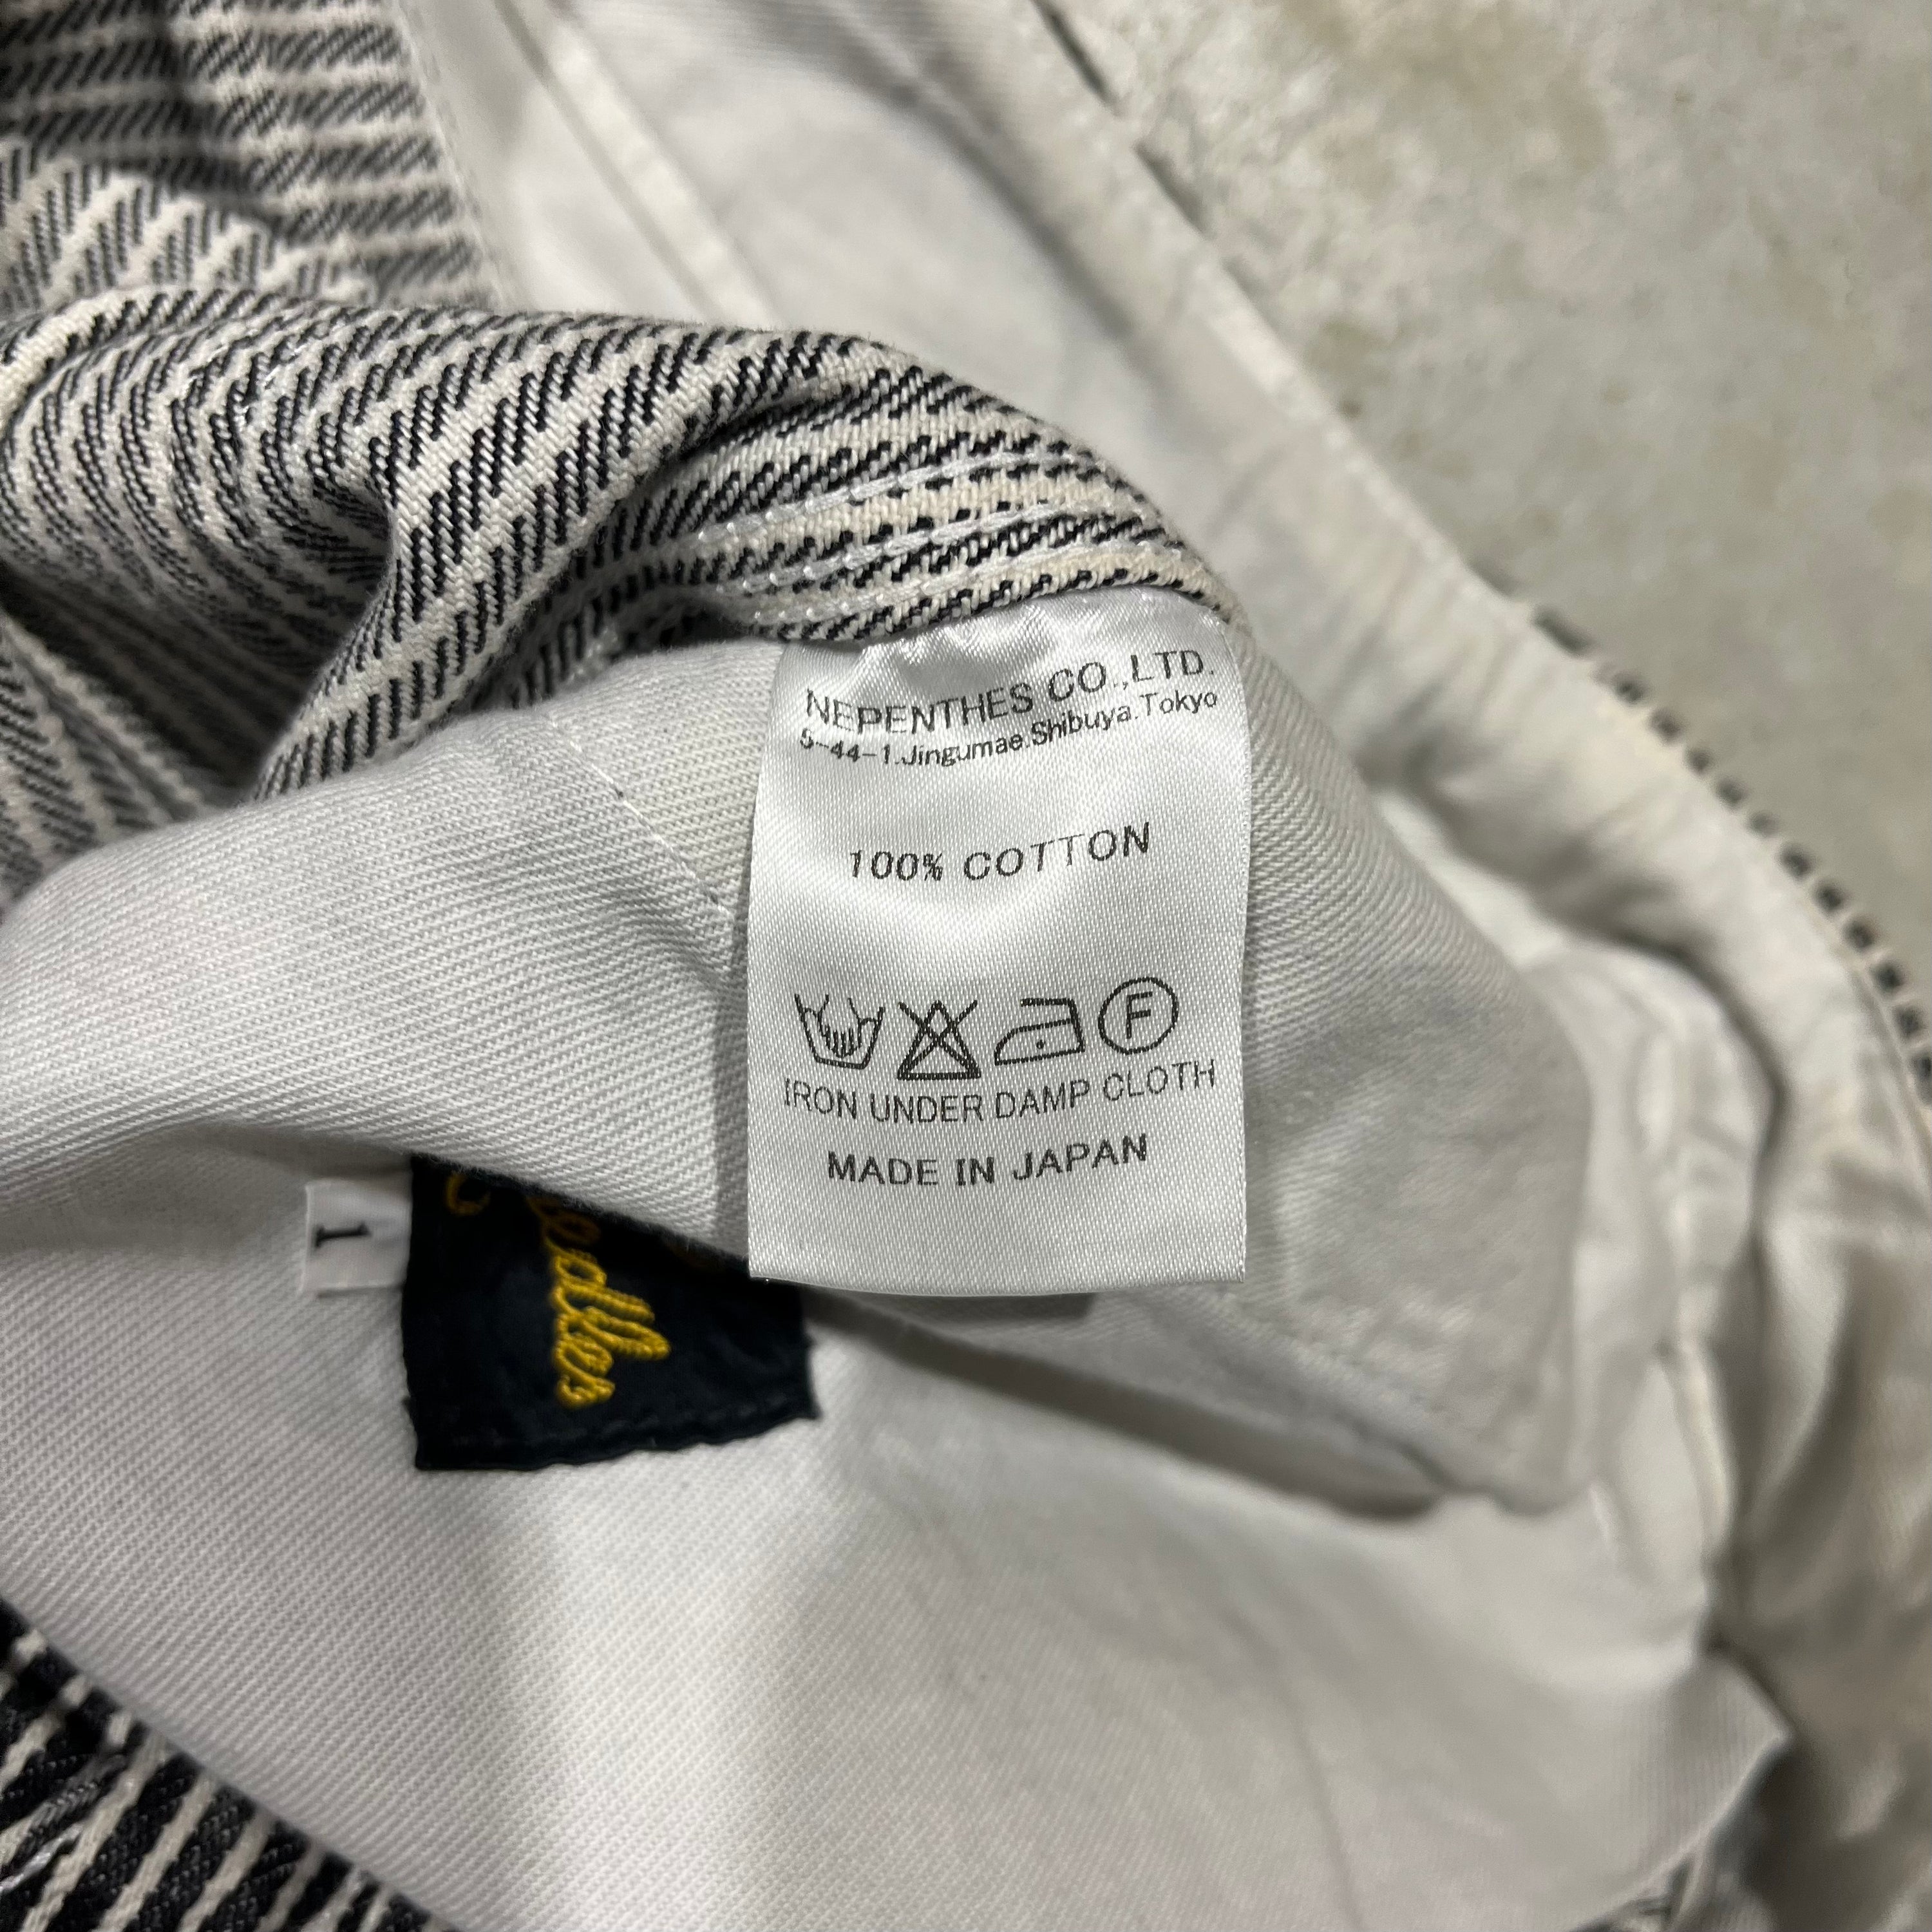 NEPENTHES CO.,LTD.
5-44-1.Jingumae.Shibuya.Tokyo
100% COTTON
F
IRON UNDER DAMP CLOTH
MADE IN JAPAN
1